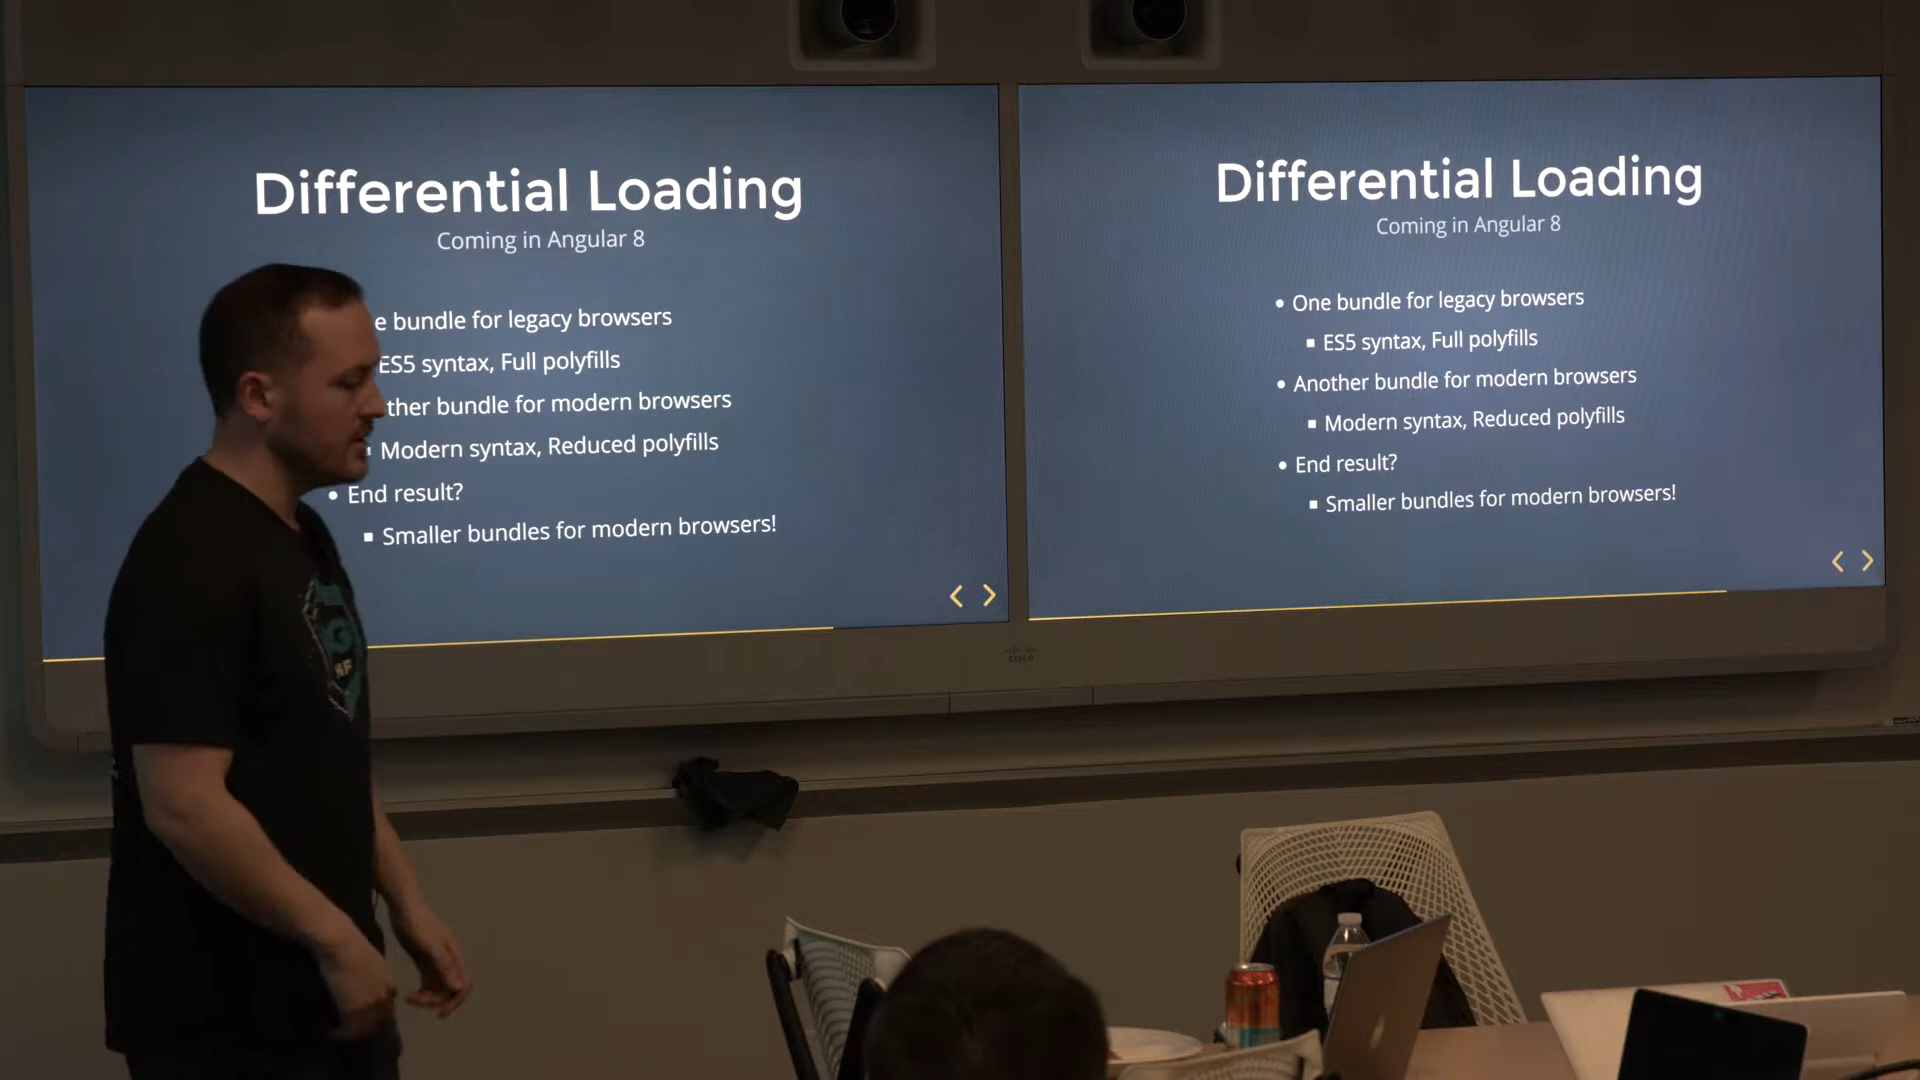 Differential Loading
Coming in Angular 8
e bundle for legacy browsers
ES5 syntax, Full polyfills
ther bundle for modern browsers
Modern syntax, Reduced polyfills
End result?
Smaller bundles for modern browsers!
Differential Loading
Coming in Angular 8
One bundle for legacy browsers
ES5 syntax, Full polyfills
Another bundle for modern browsers
Modern syntax, Reduced polyfills
End result?
Smaller bundles for modern browsers!
cisco